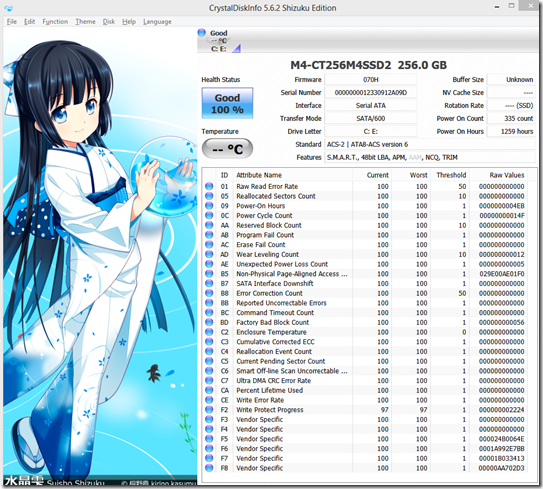 CrystalDiskInfo 5.6.2 Shizuku Edition
File Edit Function Theme Disk Help Language
Good
-- °C
C: E:
M4-CT256M4SSD2 256.0 GB
Health Status
Good
100 %
Temperature
-- °C
Firmware 070H
Serial Number 0000000012330912A09D
Interface Serial ATA
Transfer Mode SATA/600
Drive Letter C: E:
Buffer Size Unknown
NV Cache Size ----
Rotation Rate ---- (SSD)
Power On Count 335 count
Power On Hours 1259 hours
Standard ACS-2 | ATA8-ACS version 6
Features S.M.A.R.T., 48bit LBA, APM, AAM, NCQ, TRIM
ID Attribute Name Current Worst Threshold Raw Values
01 Raw Read Error Rate 100 100 50 000000000000
05 Reallocated Sectors Count 100 100 10 000000000000
09 Power-On Hours 100 100 1 0000000004EB
0C Power Cycle Count 100 100 1 00000000014F
AA Reserved Block Count 100 100 10 000000000000
AB Program Fail Count 100 100 1 000000000000
AC Erase Fail Count 100 100 1 000000000000
AD Wear Leveling Count 100 100 10 000000000012
AE Unexpected Power Loss Count 100 100 1 000000000005
B5 Non-Physical Page-Aligned Access ... 100 100 1 029E00AE01F0
B7 SATA Interface Downshift 100 100 1 000000000000
B8 Error Correction Count 100 100 50 000000000000
BB Reported Uncorrectable Errors 100 100 1 000000000000
BC Command Timeout Count 100 100 1 000000000000
BD Factory Bad Block Count 100 100 1 000000000056
C2 Enclosure Temperature 100 100 0 000000000000
C3 Cumulative Corrected ECC 100 100 1 000000000000
C4 Reallocation Event Count 100 100 1 000000000000
C5 Current Pending Sector Count 100 100 1 000000000000
C6 Smart Off-line Scan Uncorrectable ... 100 100 1 000000000000
C7 Ultra DMA CRC Error Rate 100 100 1 000000000000
CA Percent Lifetime Used 100 100 1 000000000000
CE Write Error Rate 100 100 1 000000000000
F2 Write Protect Progress 97 97 1 000000002224
F3 Vendor Specific 100 100 1 000000000000
F4 Vendor Specific 100 100 1 000000000000
F5 Vendor Specific 100 100 1 000024B0064E
F6 Vendor Specific 100 100 1 0001A992E7BB
F7 Vendor Specific 100 100 1 00001B033413
F8 Vendor Specific 100 100 1 00000AA702D3
水晶雫 Suisho Shizuku © 桐野霞 kirino kasumu